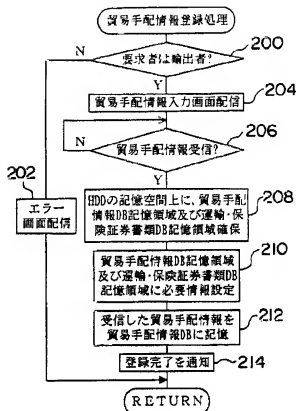 貿易手配情報登録処理
200
N
要求者は輸出者?
Y
204
貿易手配情報入力画面配信
206
N
貿易手配情報受信?
Y
202
エラー
画面配信
208
HDDの記憶空間上に、貿易手配
情報DB記憶領域及び運輸・保
険証券書類DB記憶領域確保
210
貿易手配情報DB記憶領域
及び運輸・保険証券書類DB
記憶領域に必要情報設定
212
受信した貿易手配情報を
貿易手配情報DBに記憶
214
登録完了を通知
RETURN